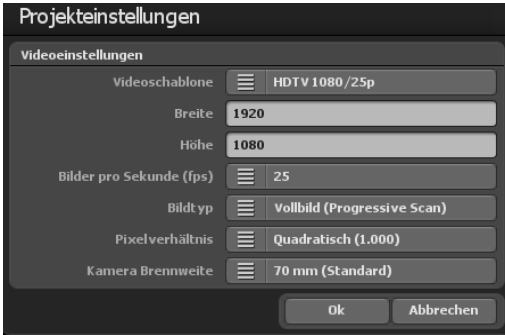 Projekteinstellungen
Videoeinstellungen
Videoschablone HDTV 1080/25p
Breite 1920
Höhe 1080
Bilder pro Sekunde (fps) 25
Bildtyp Vollbild (Progressive Scan)
Pixelverhältnis Quadratisch (1.000)
Kamera Brennweite 70 mm (Standard)
Ok Abbrechen